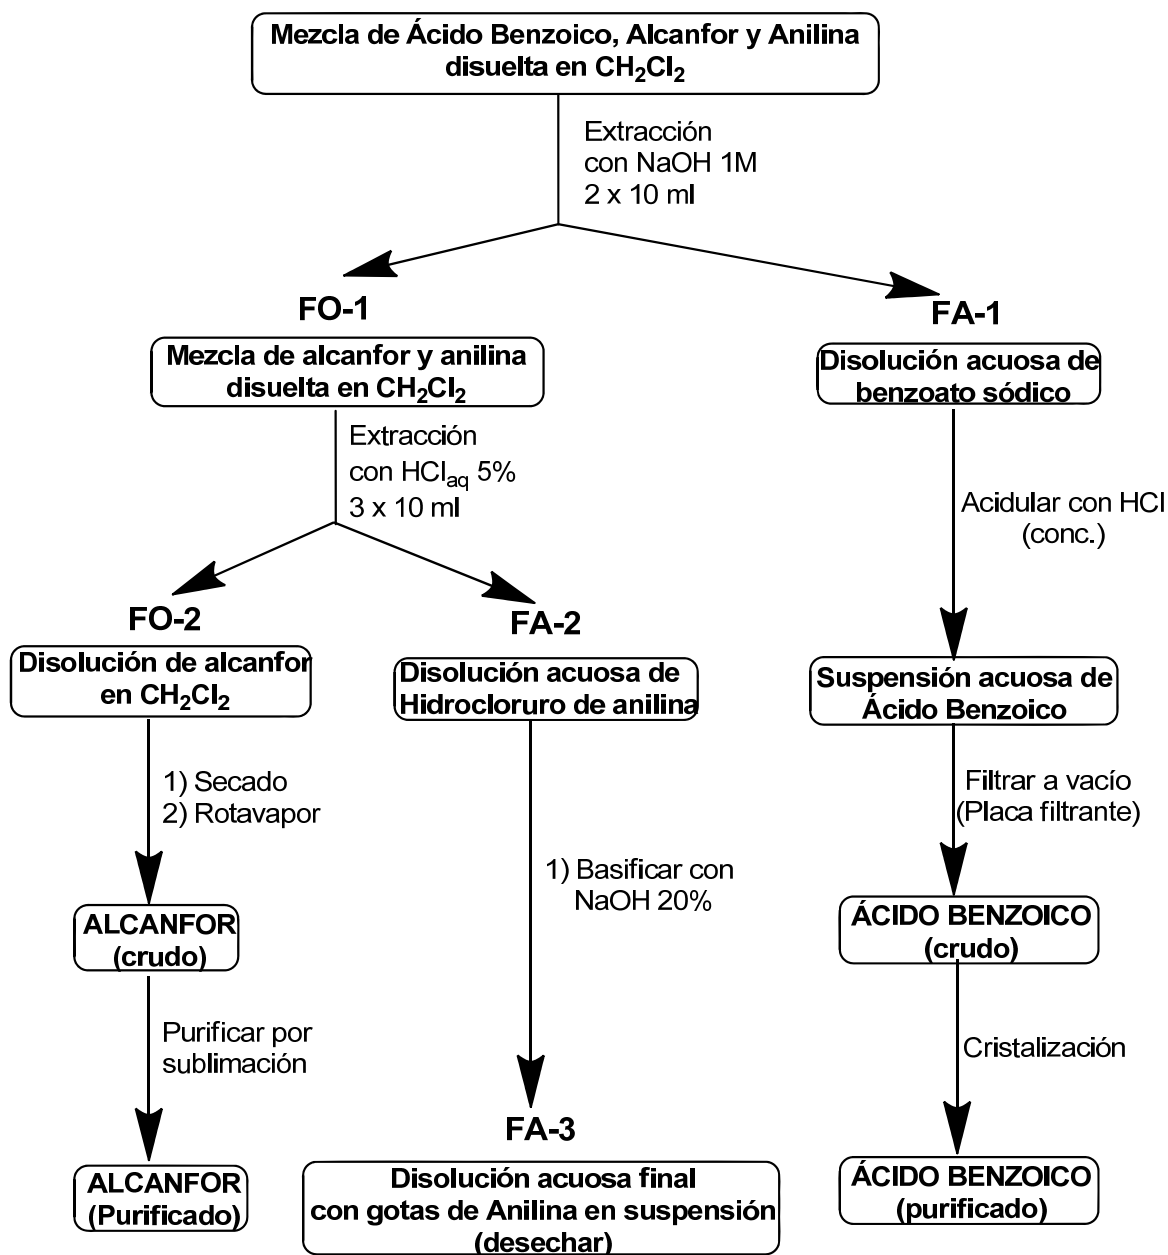 Mezcla de Ácido Benzoico, Alcanfor y Anilina
disuelta en CH₂Cl₂
Extracción
con NaOH 1M
2 x 10 ml
FO-1
Mezcla de alcanfor y anilina
disuelta en CH₂Cl₂
FA-1
Disolución acuosa de
benzoato sódico
Extracción
con HClaq 5%
3 x 10 ml
Acidular con HCl
(conc.)
FO-2
Disolución de alcanfor
en CH₂Cl₂
FA-2
Disolución acuosa de
Hidrocloruro de anilina
Suspensión acuosa de
Ácido Benzoico
1) Secado
2) Rotavapor
Filtrar a vacío
(Placa filtrante)
1) Basificar con
NaOH 20%
ALCANFOR
(crudo)
ÁCIDO BENZOICO
(crudo)
Purificar por
sublimación
Cristalización
ALCANFOR
(Purificado)
FA-3
Disolución acuosa final
con gotas de Anilina en suspensión
(desechar)
ÁCIDO BENZOICO
(purificado)